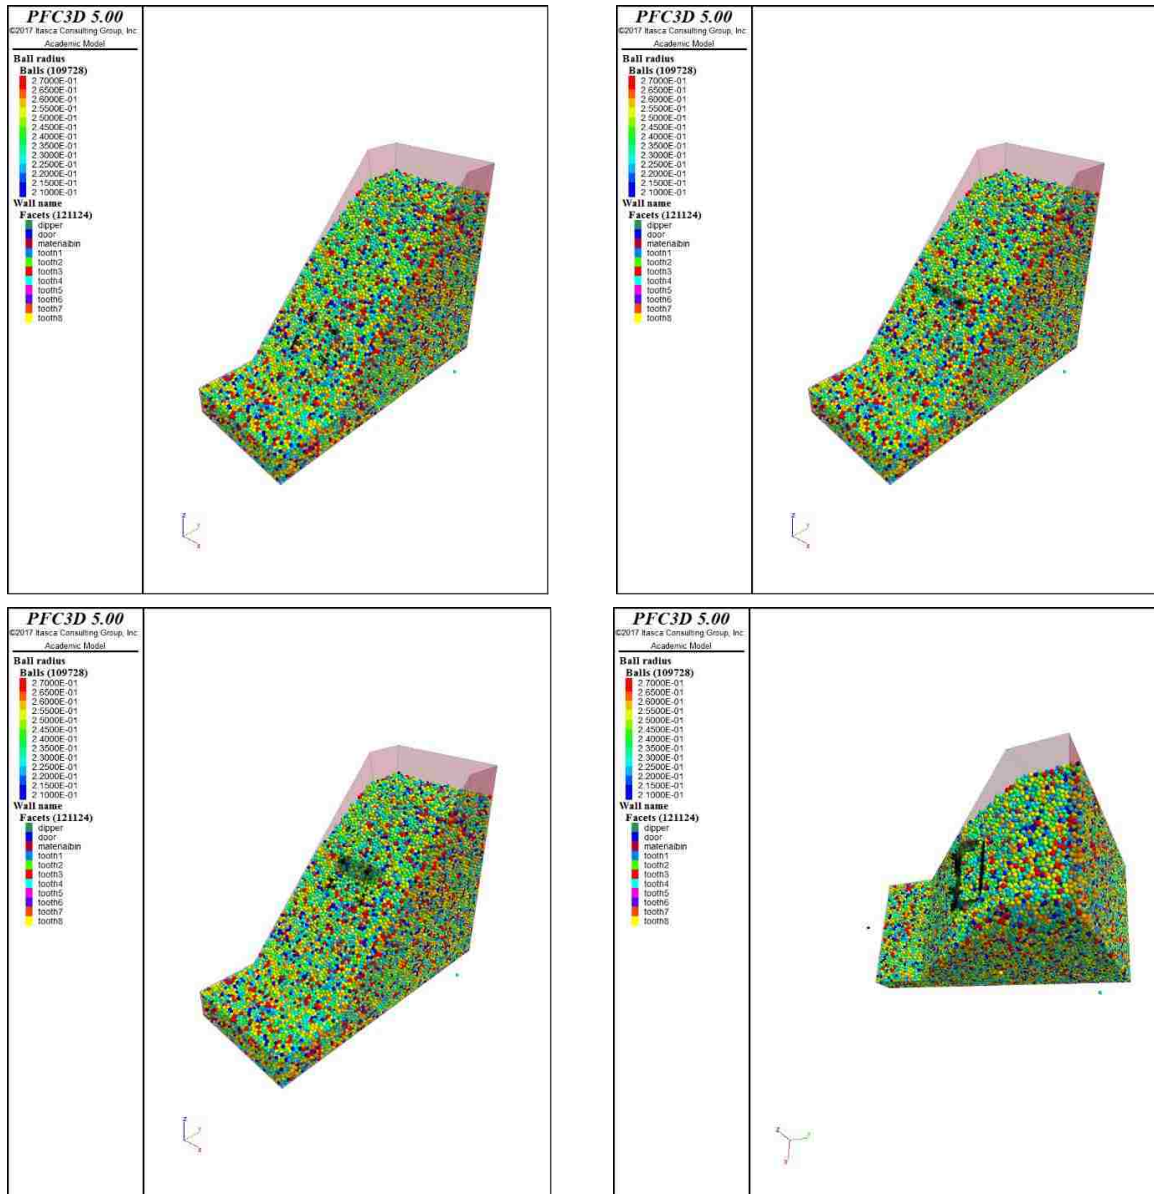 PFC3D 5.00
©2017 Itasca Consulting Group, Inc.
Academic Model
Ball radius
Balls (109728)
2.7000E-01
2.6500E-01
2.6000E-01
2.5500E-01
2.5000E-01
2.4500E-01
2.4000E-01
2.3500E-01
2.3000E-01
2.2500E-01
2.2000E-01
2.1500E-01
2.1000E-01
Wall name
Facets (121124)
dipper
door
materialbin
tooth1
tooth2
tooth3
tooth4
tooth5
tooth6
tooth7
tooth8
Z
Y
X
PFC3D 5.00
©2017 Itasca Consulting Group, Inc.
Academic Model
Ball radius
Balls (109728)
2.7000E-01
2.6500E-01
2.6000E-01
2.5500E-01
2.5000E-01
2.4500E-01
2.4000E-01
2.3500E-01
2.3000E-01
2.2500E-01
2.2000E-01
2.1500E-01
2.1000E-01
Wall name
Facets (121124)
dipper
door
materialbin
tooth1
tooth2
tooth3
tooth4
tooth5
tooth6
tooth7
tooth8
Z
Y
X
PFC3D 5.00
©2017 Itasca Consulting Group, Inc.
Academic Model
Ball radius
Balls (109728)
2.7000E-01
2.6500E-01
2.6000E-01
2.5500E-01
2.5000E-01
2.4500E-01
2.4000E-01
2.3500E-01
2.3000E-01
2.2500E-01
2.2000E-01
2.1500E-01
2.1000E-01
Wall name
Facets (121124)
dipper
door
materialbin
tooth1
tooth2
tooth3
tooth4
tooth5
tooth6
tooth7
tooth8
Z
Y
X
PFC3D 5.00
©2017 Itasca Consulting Group, Inc.
Academic Model
Ball radius
Balls (109728)
2.7000E-01
2.6500E-01
2.6000E-01
2.5500E-01
2.5000E-01
2.4500E-01
2.4000E-01
2.3500E-01
2.3000E-01
2.2500E-01
2.2000E-01
2.1500E-01
2.1000E-01
Wall name
Facets (121124)
dipper
door
materialbin
tooth1
tooth2
tooth3
tooth4
tooth5
tooth6
tooth7
tooth8
Z
Y
X